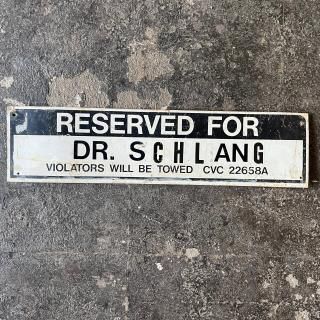 RESERVED FOR
DR. SCHLANG
VIOLATORS WILL BE TOWED CVC 22658A